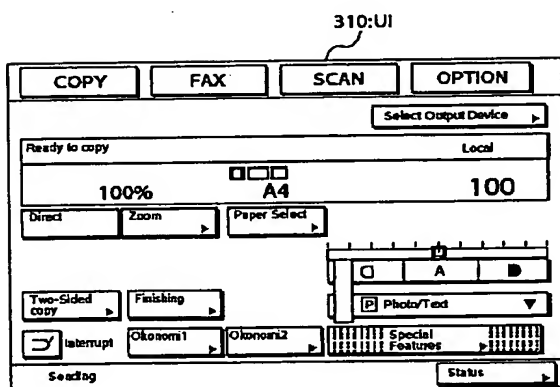 310:UI
COPY FAX SCAN OPTION
Select Output Device
Ready to copy Local
100% A4 100
Direct Zoom Paper Select
A
Two-Sided copy Finishing P Photo/Text
Interrupt Okonomi1 Okonomi2 Special Features
Sending Status